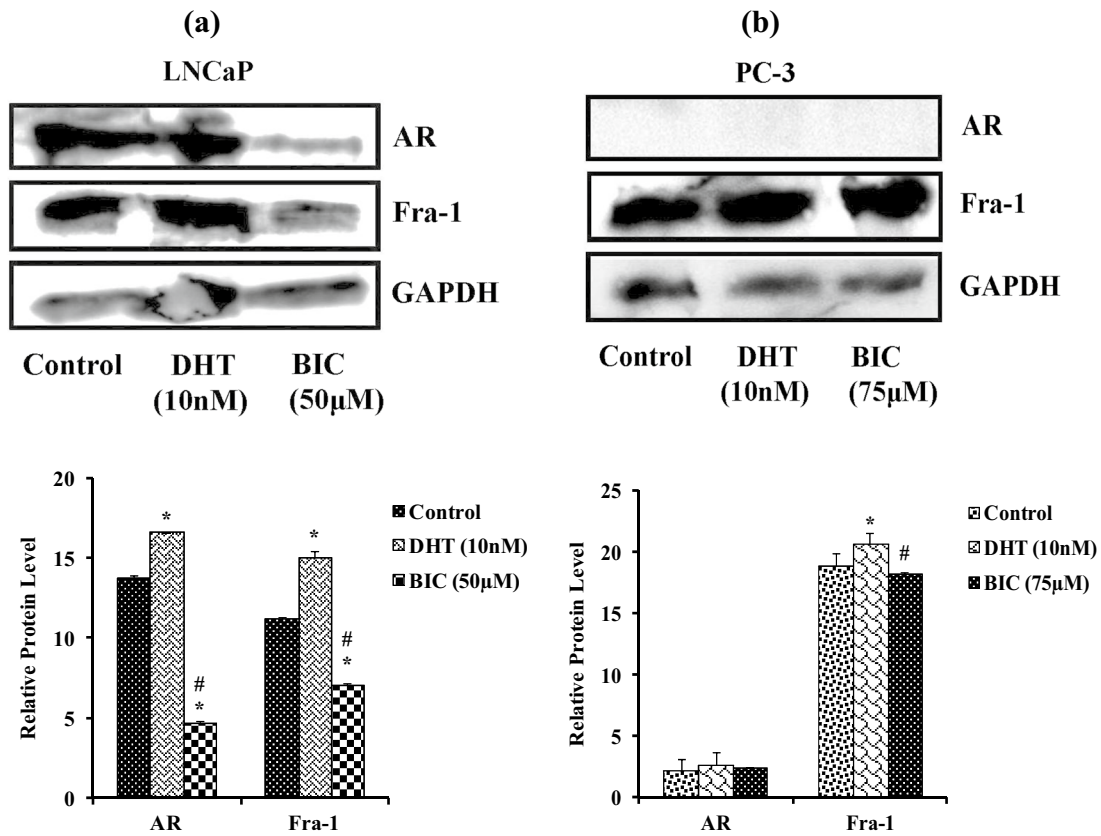 (a)
LNCaP
AR
Fra-1
GAPDH
Control DHT BIC
(10nM) (50μM)
(b)
PC-3
AR
Fra-1
GAPDH
Control DHT BIC
(10nM) (75μM)
20
15
10
5
0
Relative Protein Level
*
#
*
*
#
*
AR
Fra-1
Control
DHT (10nM)
BIC (50μM)
25
20
15
10
5
0
Relative Protein Level
*
#
AR
Fra-1
Control
DHT (10nM)
BIC (75μM)